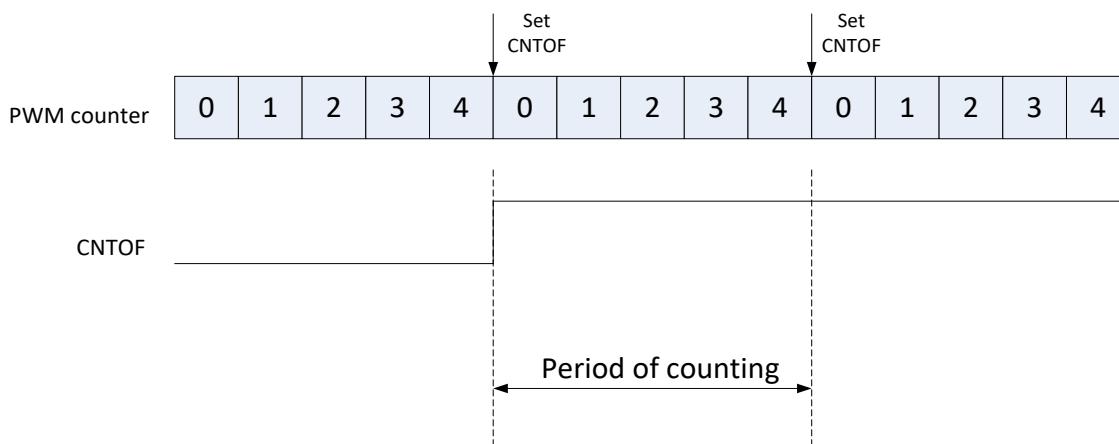 Set
CNTOF
Set
CNTOF
PWM counter 0 1 2 3 4 0 1 2 3 4 0 1 2 3 4
CNTOF
Period of counting